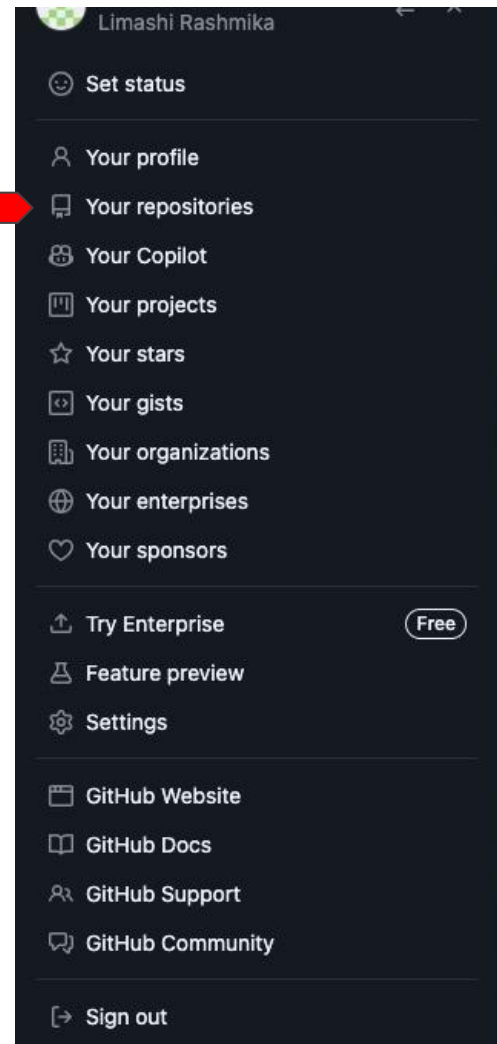 Limashi Rashmika
Set status
Your profile
Your repositories
Your Copilot
Your projects
Your stars
Your gists
Your organizations
Your enterprises
Your sponsors
Try Enterprise Free
Feature preview
Settings
GitHub Website
GitHub Docs
GitHub Support
GitHub Community
Sign out